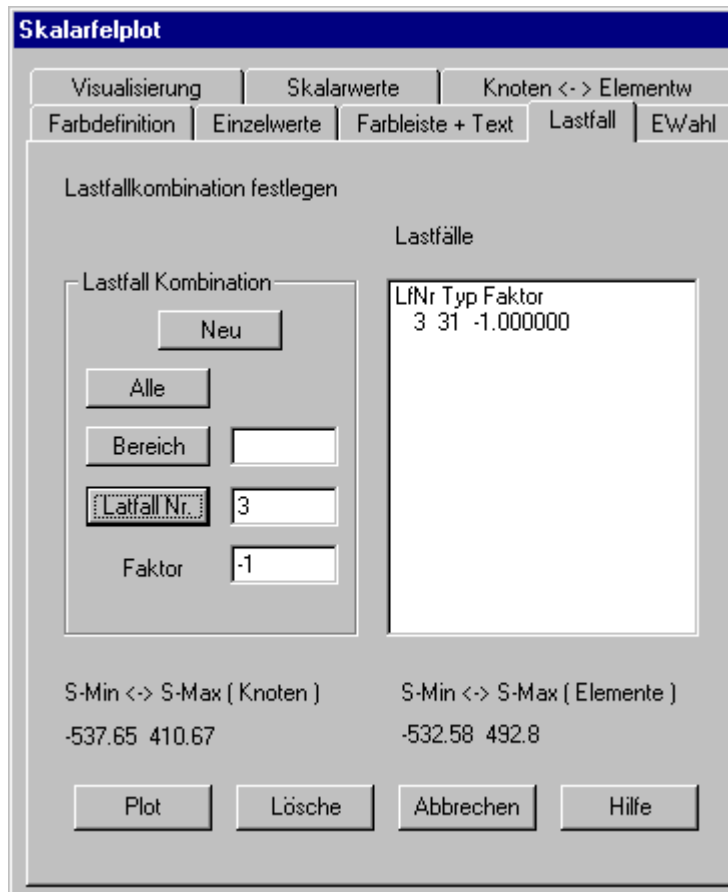 Skalarfelplot
Visualisierung Skalarwerte Knoten <-> Elementw
Farbdefinition Einzelwerte Farbleiste + Text Lastfall EWahl
Lastfallkombination festlegen
Lastfälle
Lastfall Kombination
Neu
Alle
Bereich
Latfall Nr. 3
Faktor -1
LfNr Typ Faktor
3 31 -1.000000
S-Min <-> S-Max ( Knoten )
-537.65 410.67
S-Min <-> S-Max ( Elemente )
-532.58 492.8
Plot Lösche Abbrechen Hilfe